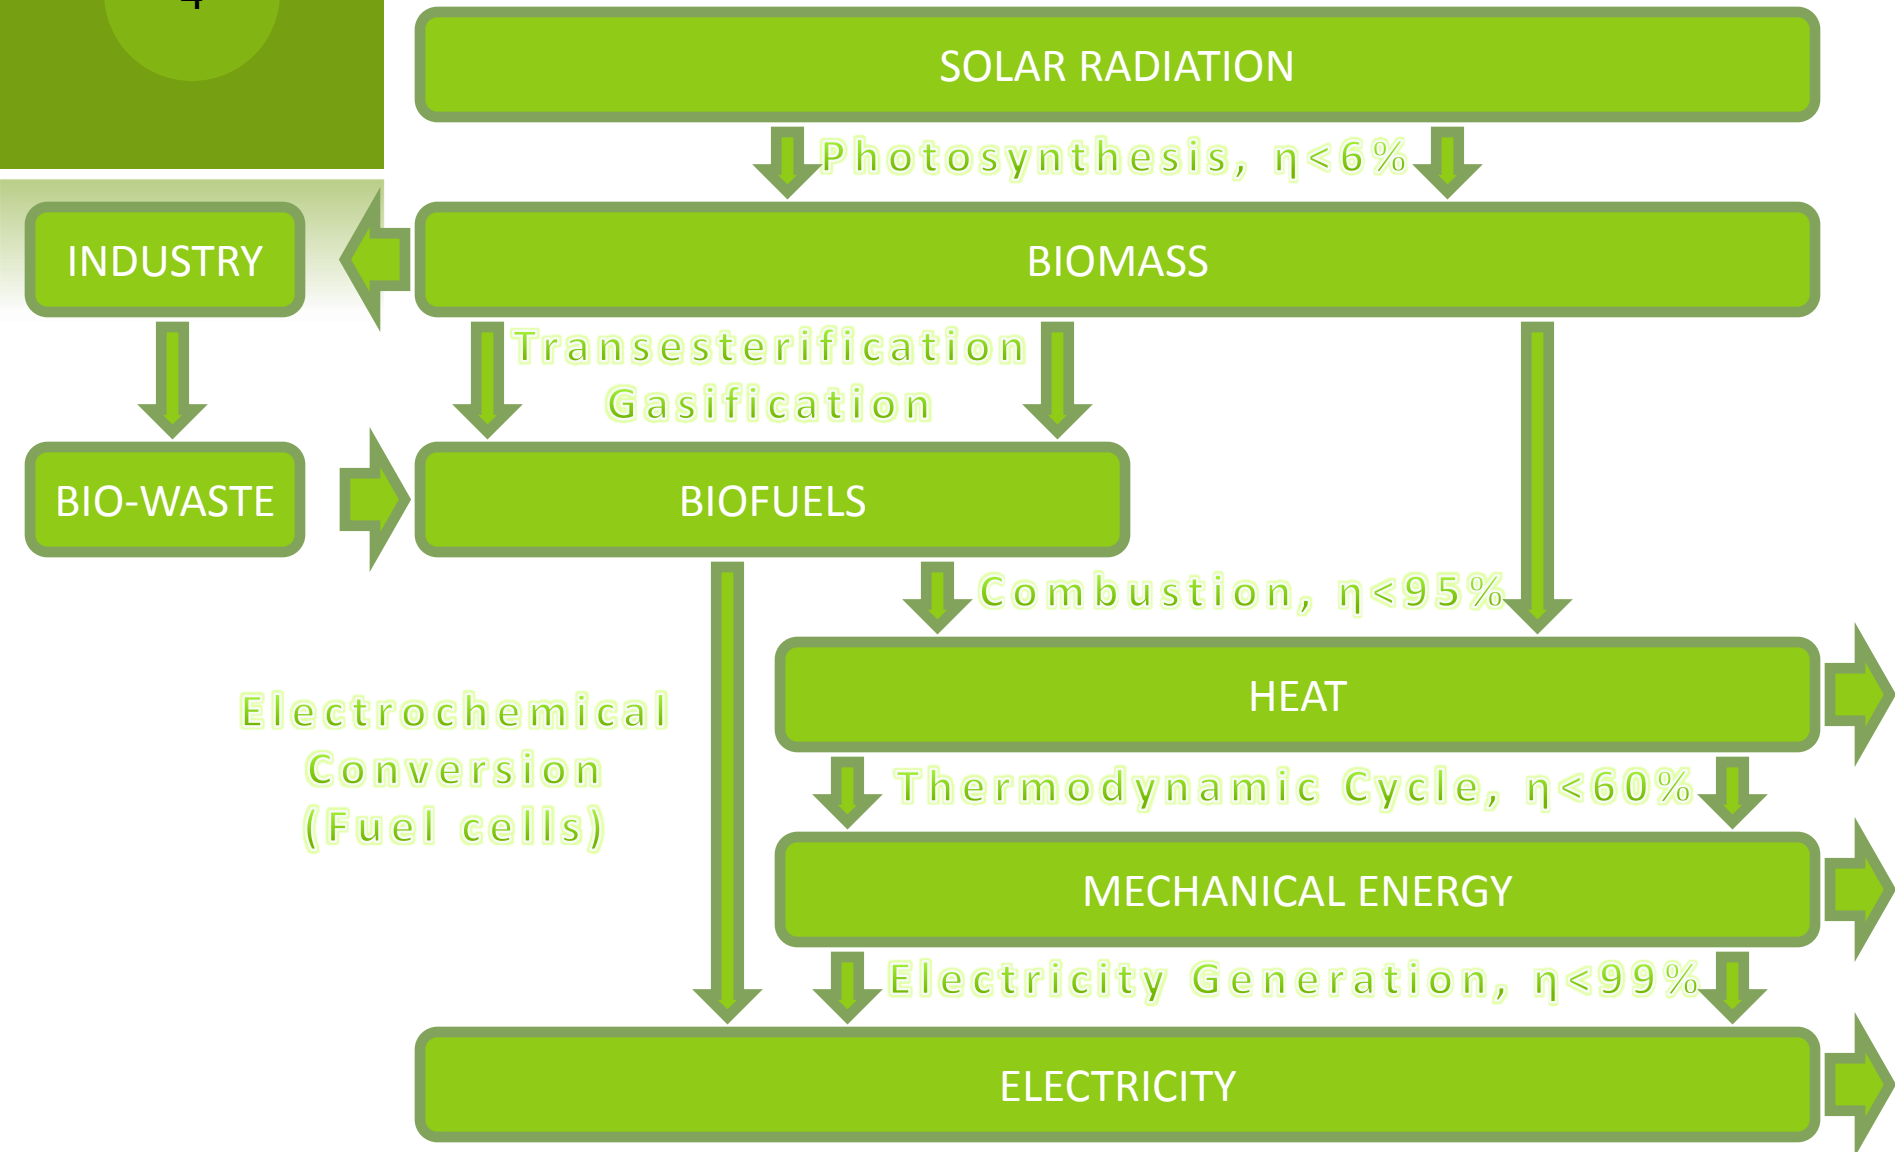 SOLAR RADIATION
Photosynthesis, η<6%
INDUSTRY
BIOMASS
Transesterification
Gasification
BIO-WASTE
BIOFUELS
Combustion, η<95%
HEAT
Electrochemical
Conversion
(Fuel cells)
Thermodynamic Cycle, η<60%
MECHANICAL ENERGY
Electricity Generation, η<99%
ELECTRICITY